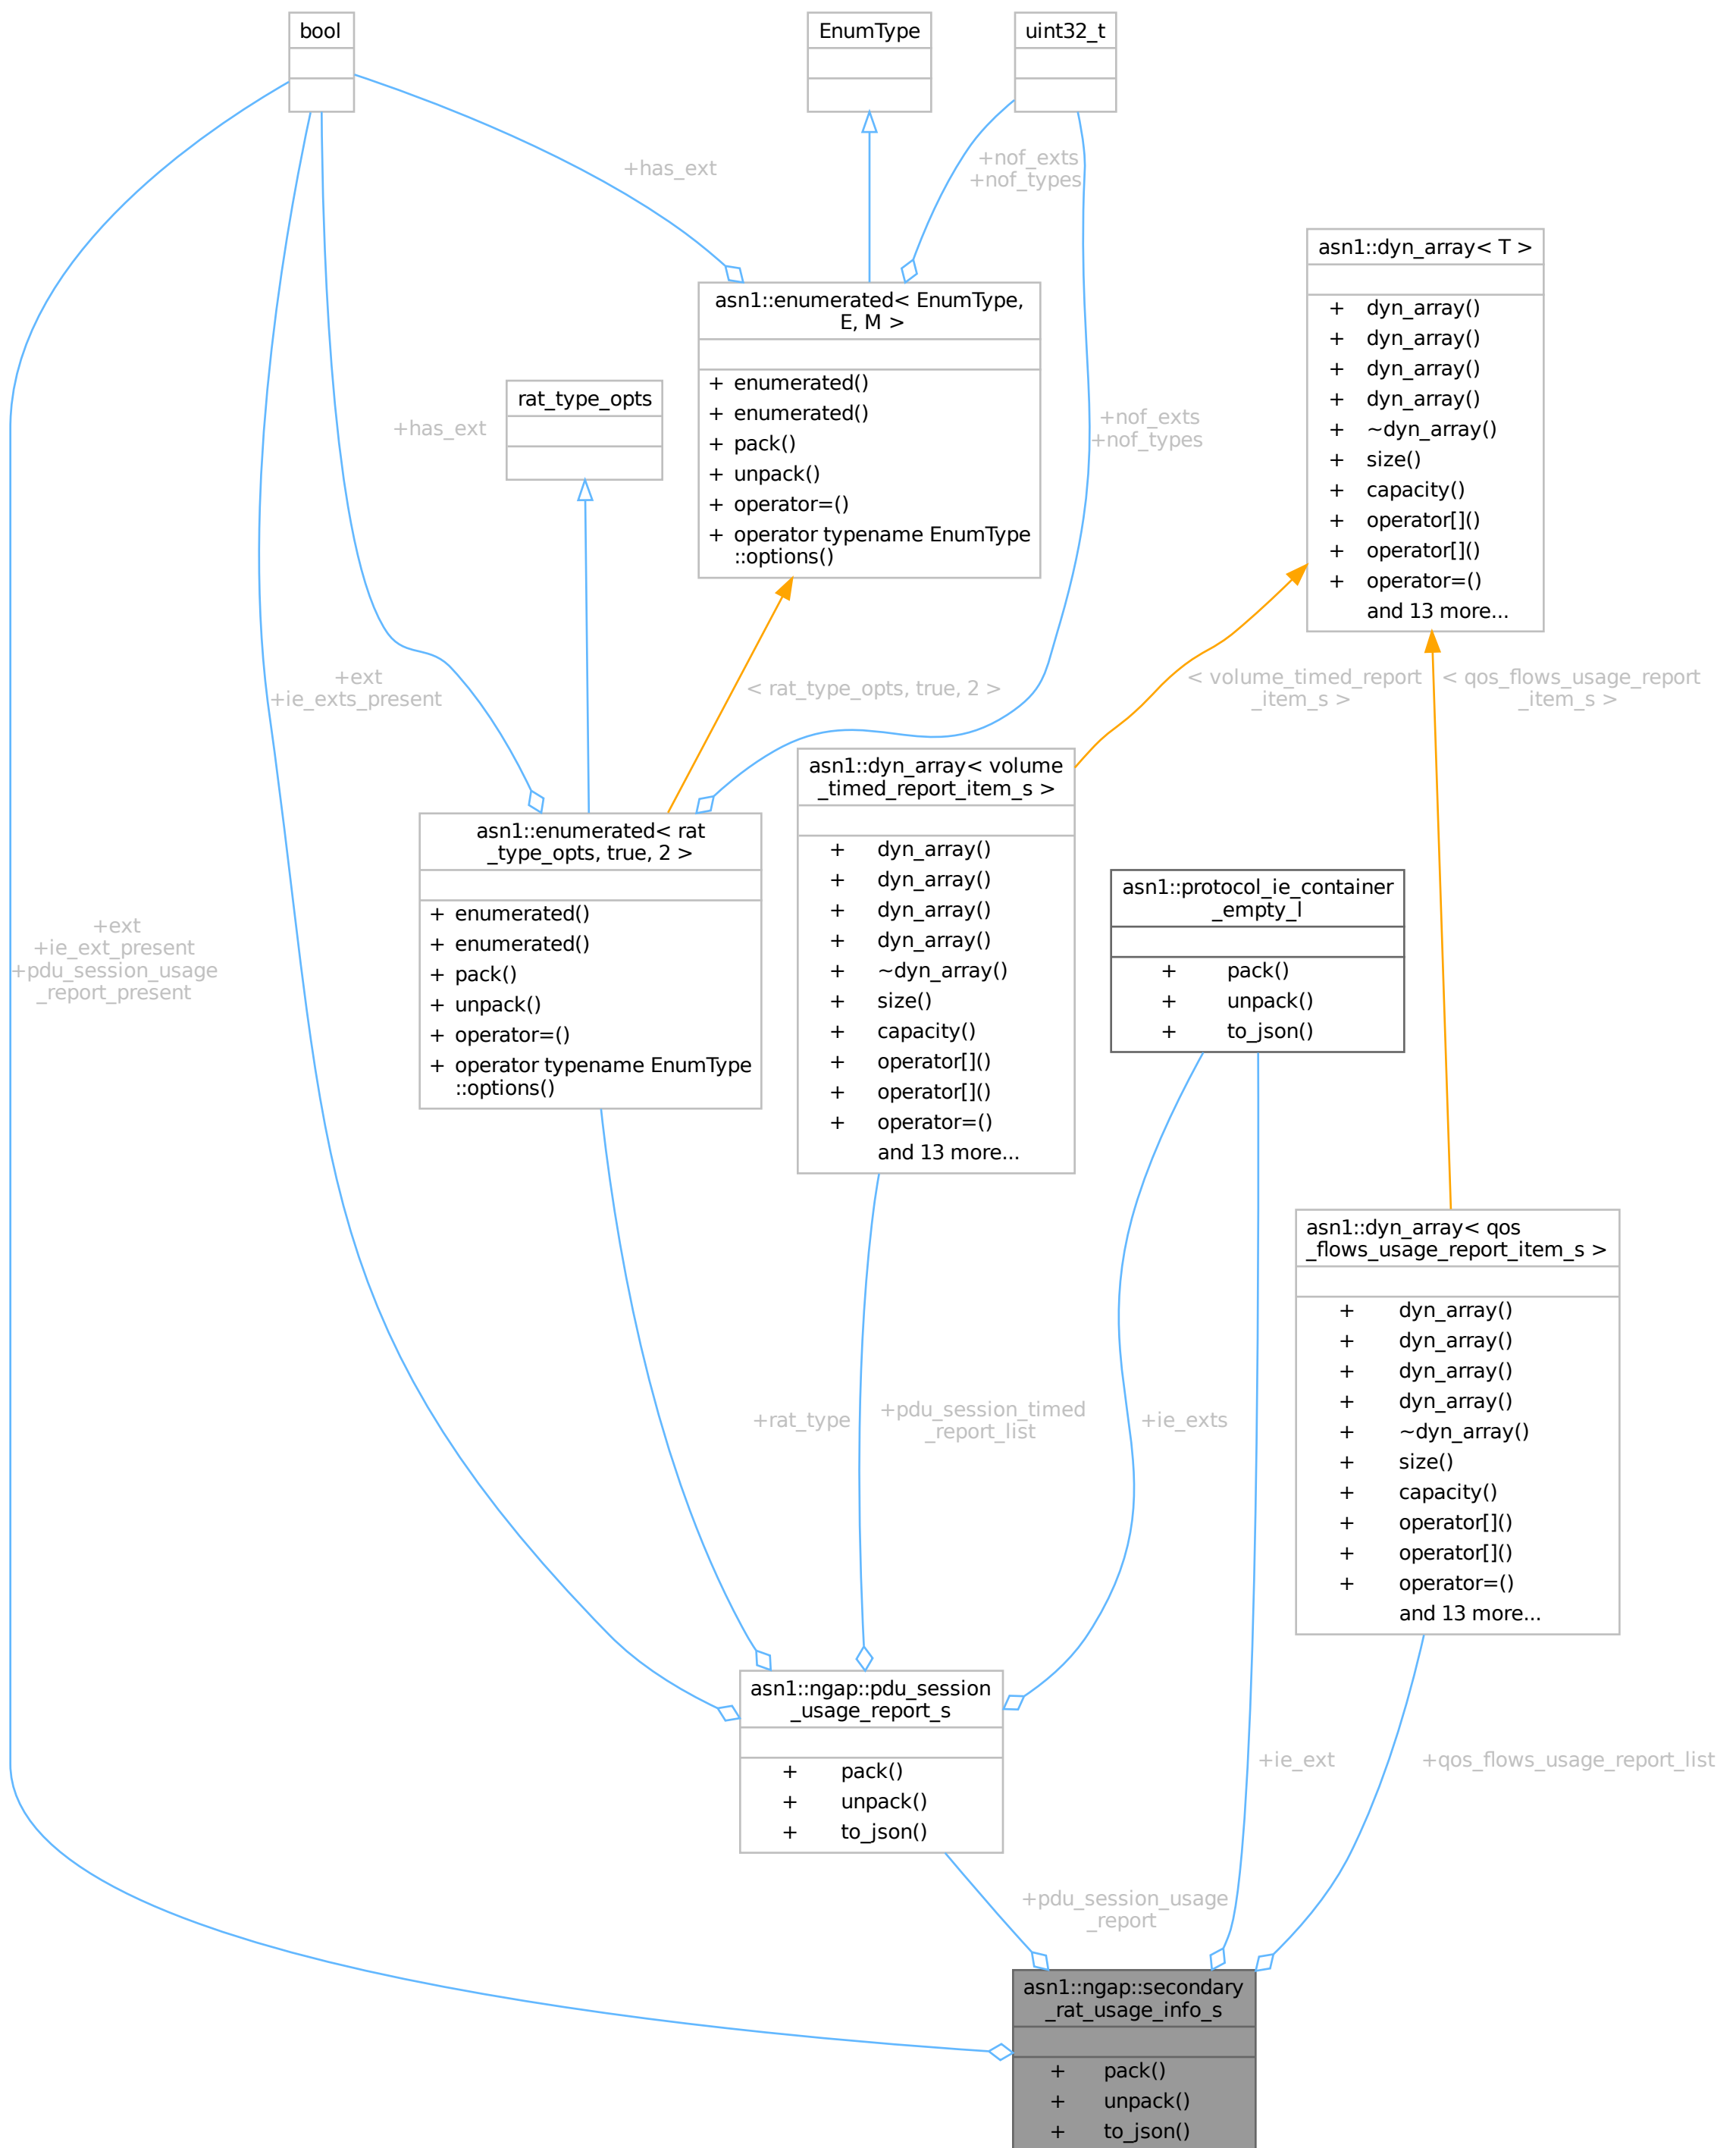 bool
EnumType
uint32_t
+has_ext
+nof_exts
+nof_types
asn1::dyn_array< T >
+ dyn_array()
+ dyn_array()
+ dyn_array()
+ dyn_array()
+ ~dyn_array()
+ size()
+ capacity()
+ operator[]()
+ operator[]()
+ operator=()
and 13 more...
asn1::enumerated< EnumType,
E, M >
+ enumerated()
+ enumerated()
+ pack()
+ unpack()
+ operator=()
+ operator typename EnumType
::options()
rat_type_opts
+has_ext
+nof_exts
+nof_types
+ext
+ie_exts_present
< rat_type_opts, true, 2 >
< volume_timed_report
_item_s >
< qos_flows_usage_report
_item_s >
asn1::enumerated< rat
_type_opts, true, 2 >
+ enumerated()
+ enumerated()
+ pack()
+ unpack()
+ operator=()
+ operator typename EnumType
::options()
asn1::dyn_array< volume
_timed_report_item_s >
+ dyn_array()
+ dyn_array()
+ dyn_array()
+ dyn_array()
+ ~dyn_array()
+ size()
+ capacity()
+ operator[]()
+ operator[]()
+ operator=()
and 13 more...
asn1::protocol_ie_container
_empty_l
+ pack()
+ unpack()
+ to_json()
+ext
+ie_ext_present
+pdu_session_usage
_report_present
asn1::dyn_array< qos
_flows_usage_report_item_s >
+ dyn_array()
+ dyn_array()
+ dyn_array()
+ dyn_array()
+ ~dyn_array()
+ size()
+ capacity()
+ operator[]()
+ operator[]()
+ operator=()
and 13 more...
+rat_type
+pdu_session_timed
_report_list
+ie_exts
asn1::ngap::pdu_session
_usage_report_s
+ pack()
+ unpack()
+ to_json()
+ie_ext
+qos_flows_usage_report_list
+pdu_session_usage
_report
asn1::ngap::secondary
_rat_usage_info_s
+ pack()
+ unpack()
+ to_json()